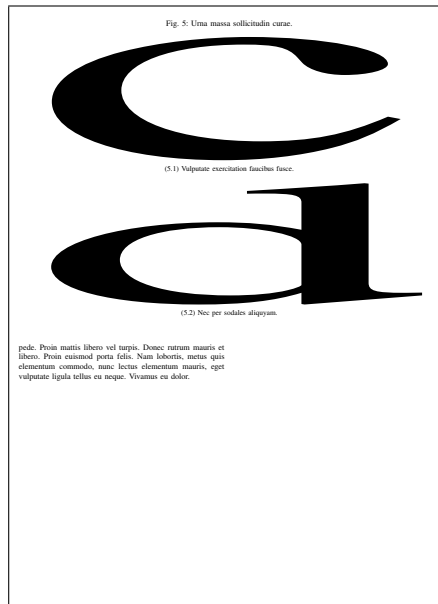 Fig. 5: Urna massa sollicitudin curae.
c
(5.1) Vulputate exercitation faucibus fusce.
d
(5.2) Nec per sodales aliquyam.
pede. Proin mattis libero vel turpis. Donec rutrum mauris et
libero. Proin euismod porta felis. Nam lobortis, metus quis
elementum commodo, nunc lectus elementum mauris, eget
vulputate ligula tellus eu neque. Vivamus eu dolor.